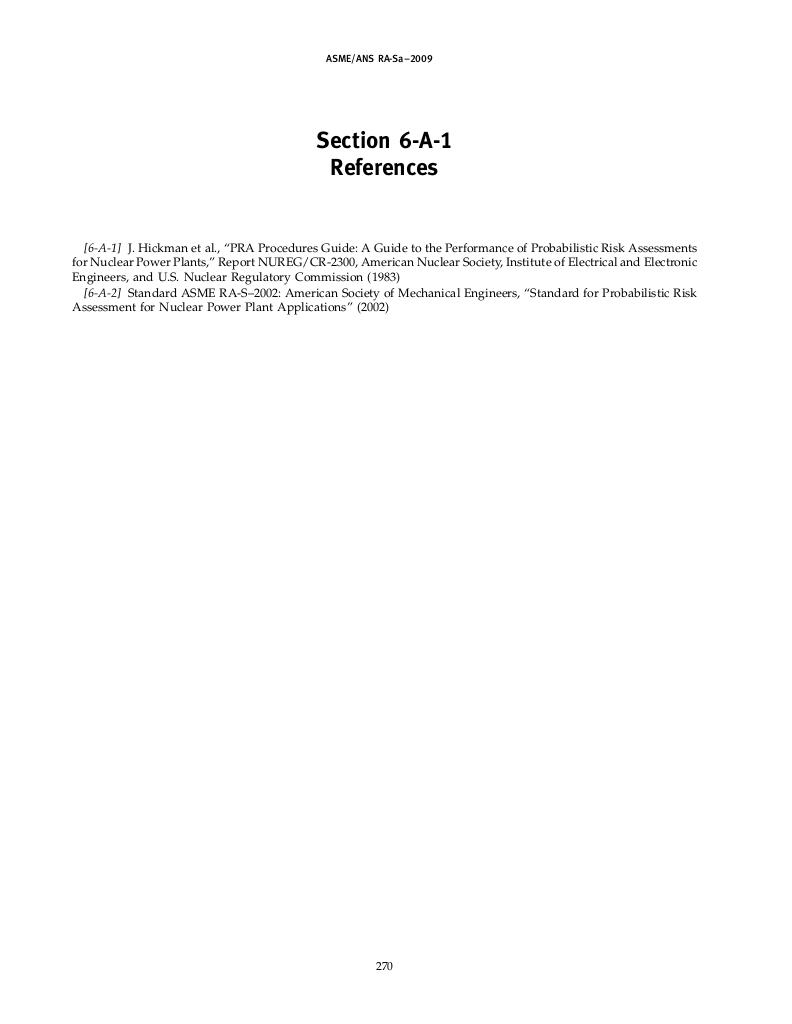 ASME/ANS RA-Sa–2009
Section 6-A-1
References
[6-A-1] J. Hickman et al., “PRA Procedures Guide: A Guide to the Performance of Probabilistic Risk Assessments
for Nuclear Power Plants,” Report NUREG/CR-2300, American Nuclear Society, Institute of Electrical and Electronic
Engineers, and U.S. Nuclear Regulatory Commission (1983)
[6-A-2] Standard ASME RA-S–2002: American Society of Mechanical Engineers, “Standard for Probabilistic Risk
Assessment for Nuclear Power Plant Applications” (2002)
270